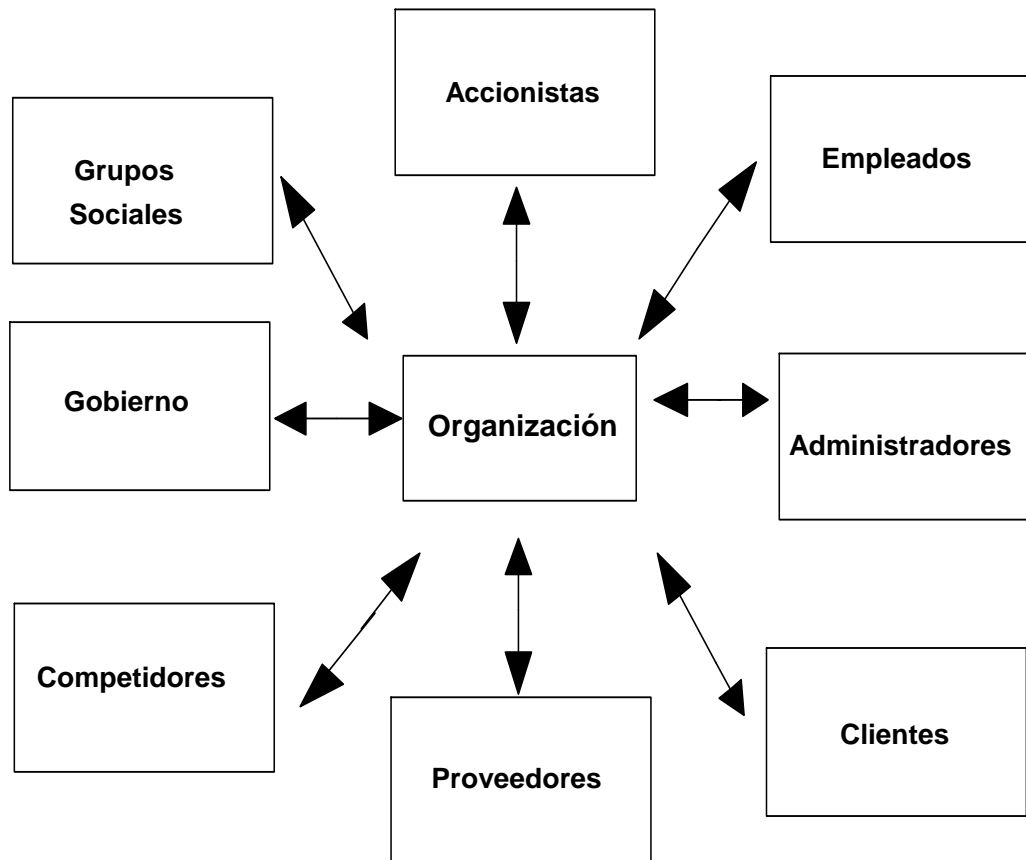 Accionistas
Empleados
Grupos
Sociales
Gobierno
Organización
Administradores
Competidores
Clientes
Proveedores